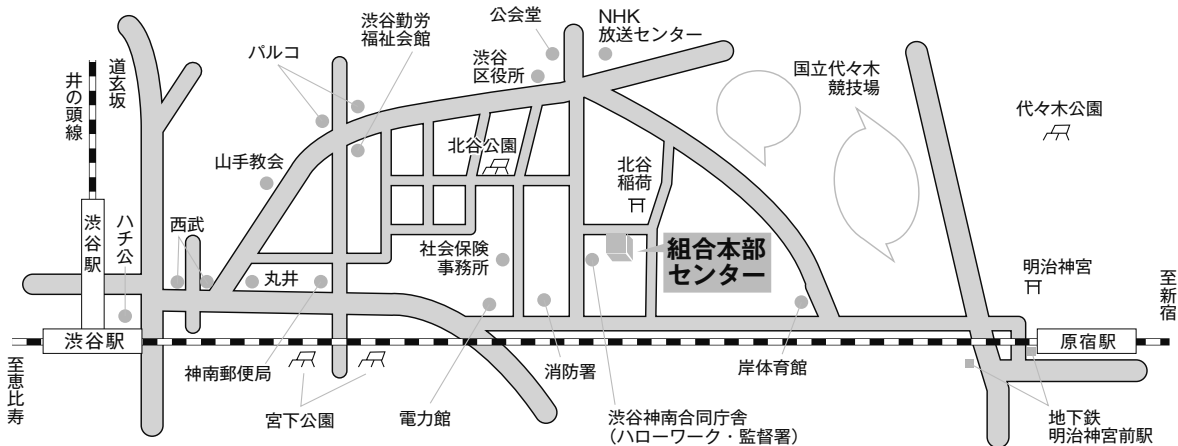 道玄坂
井の頭線
パルコ
渋谷勤労
福祉会館
公会堂
NHK
放送センター
渋谷
区役所
国立代々木
競技場
代々木公園
山手教会
北谷公園
北谷
稲荷
渋谷駅
ハチ公
西武
丸井
社会保険
事務所
組合本部
センター
明治神宮
至新宿
渋谷駅
原宿駅
至恵比寿
神南郵便局
宮下公園
電力館
消防署
渋谷神南合同庁舎
（ハローワーク・監督署）
岸体育館
地下鉄
明治神宮前駅